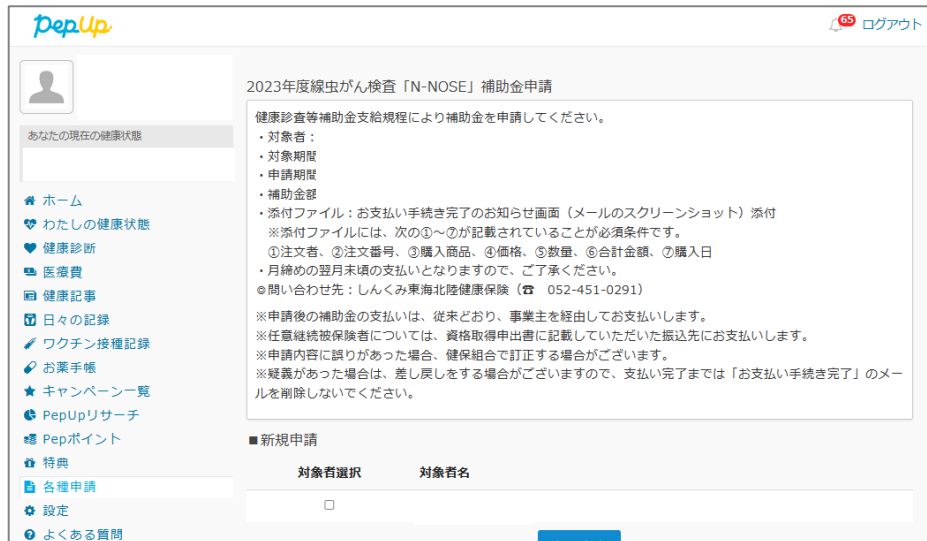 PepUp
65 ログアウト
あなたの現在の健康状態
ホーム
わたしの健康状態
健康診断
医療費
健康記事
日々の記録
ワクチン接種記録
お薬手帳
キャンペーン一覧
PepUpリサーチ
Pepポイント
特典
各種申請
設定
よくある質問
2023年度線虫がん検査「N-NOSE」補助金申請
健康診査等補助金支給規程により補助金を申請してください。
・対象者：
・対象期間
・申請期間
・補助金額
・添付ファイル：お支払い手続き完了のお知らせ画面（メールのスクリーンショット）添付
※添付ファイルには、次の①～⑦が記載されていることが必須条件です。
①注文者、②注文番号、③購入商品、④価格、⑤数量、⑥合計金額、⑦購入日
・月締めの翌月末頃の支払いとなりますので、ご了承ください。
◎問い合わせ先：しんくみ東海北陸健康保険（☎ 052-451-0291）
※申請後の補助金の支払いは、従来どおり、事業主を経由してお支払いします。
※任意継続被保険者については、資格取得申出書に記載していただいた振込先にお支払いします。
※申請内容に誤りがあった場合、健保組合で訂正する場合がございます。
※疑義があった場合は、差し戻しをする場合がございますので、支払い完了までは「お支払い手続き完了」のメー
ルを削除しないでください。
■新規申請
対象者選択 対象者名